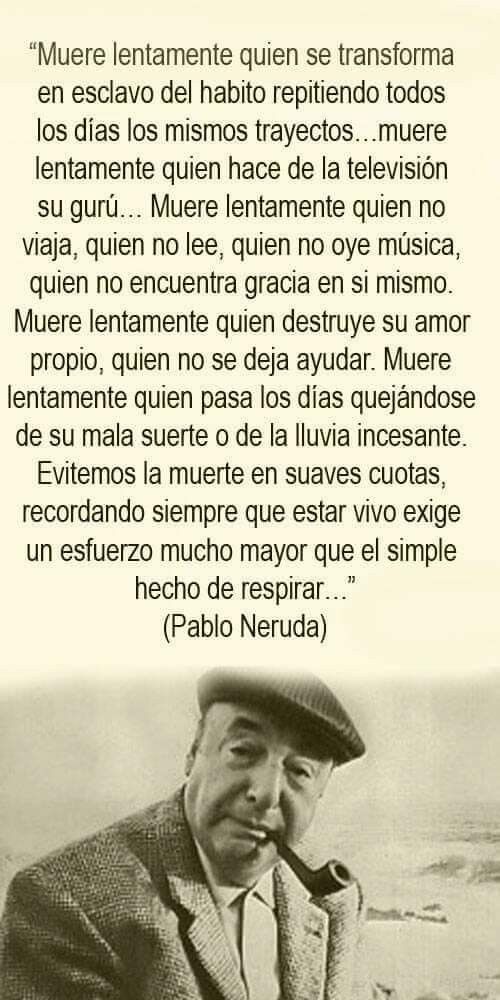 “Muere lentamente quien se transforma
en esclavo del habito repitiendo todos
los días los mismos trayectos…muere
lentamente quien hace de la televisión
su gurú… Muere lentamente quien no
viaja, quien no lee, quien no oye música,
quien no encuentra gracia en si mismo.
Muere lentamente quien destruye su amor
propio, quien no se deja ayudar. Muere
lentamente quien pasa los días quejándose
de su mala suerte o de la lluvia incesante.
Evitemos la muerte en suaves cuotas,
recordando siempre que estar vivo exige
un esfuerzo mucho mayor que el simple
hecho de respirar…”
(Pablo Neruda)